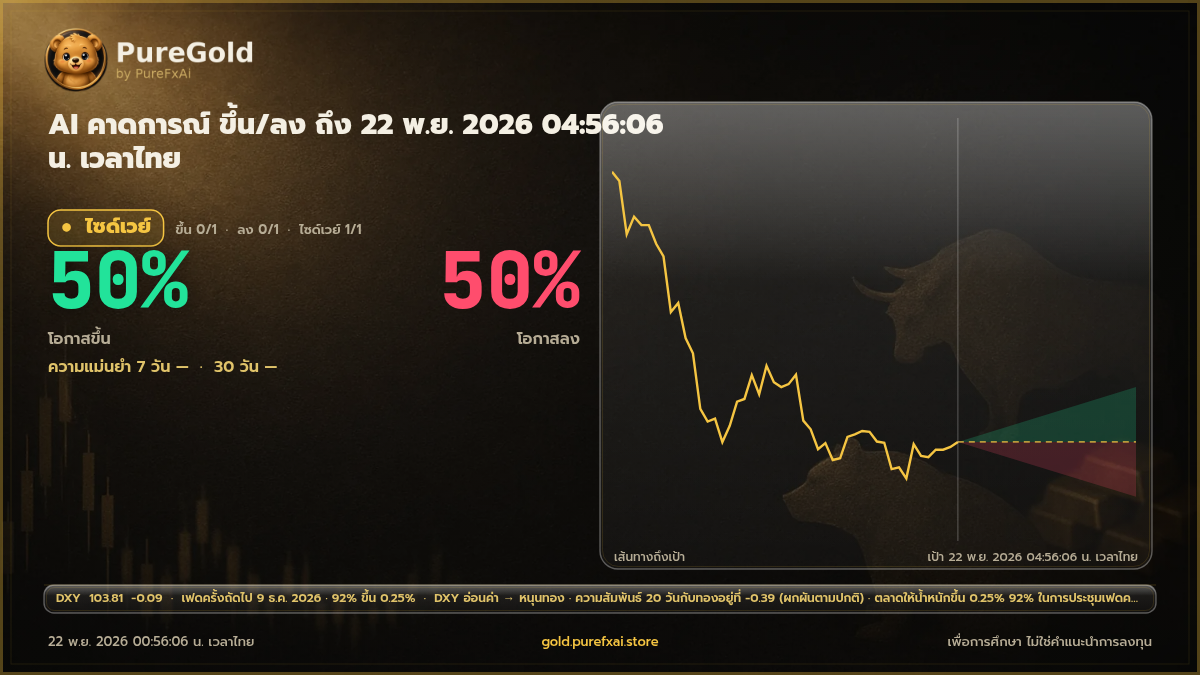 PureGold
by PureFxAi
AI คาดการณ์ ขึ้น/ลง ถึง 22 พ.ย. 2026 04:56:06
น. เวลาไทย
• ไซด์เวย์
ขึ้น 0/1 · ลง 0/1 · ไซด์เวย์ 1/1
50%
50%
โอกาสขึ้น
โอกาสลง
ความแม่นยำ 7 วัน — · 30 วัน —
เส้นทางถึงเป้า
เป้า 22 พ.ย. 2026 04:56:06 น. เวลาไทย
DXY 103.81 -0.09 · เฟดครั้งถัดไป 9 ธ.ค. 2026 · 92% ขึ้น 0.25% · DXY อ่อนค่า → หนุนทอง · ความสัมพันธ์ 20 วันกับทองอยู่ที่ -0.39 (ผกผันตามปกติ) · ตลาดให้น้ำหนักขึ้น 0.25% 92% ในการประชุมเฟดค...
22 พ.ย. 2026 00:56:06 น. เวลาไทย
gold.purefxai.store
เพื่อการศึกษา ไม่ใช่คำแนะนำการลงทุน